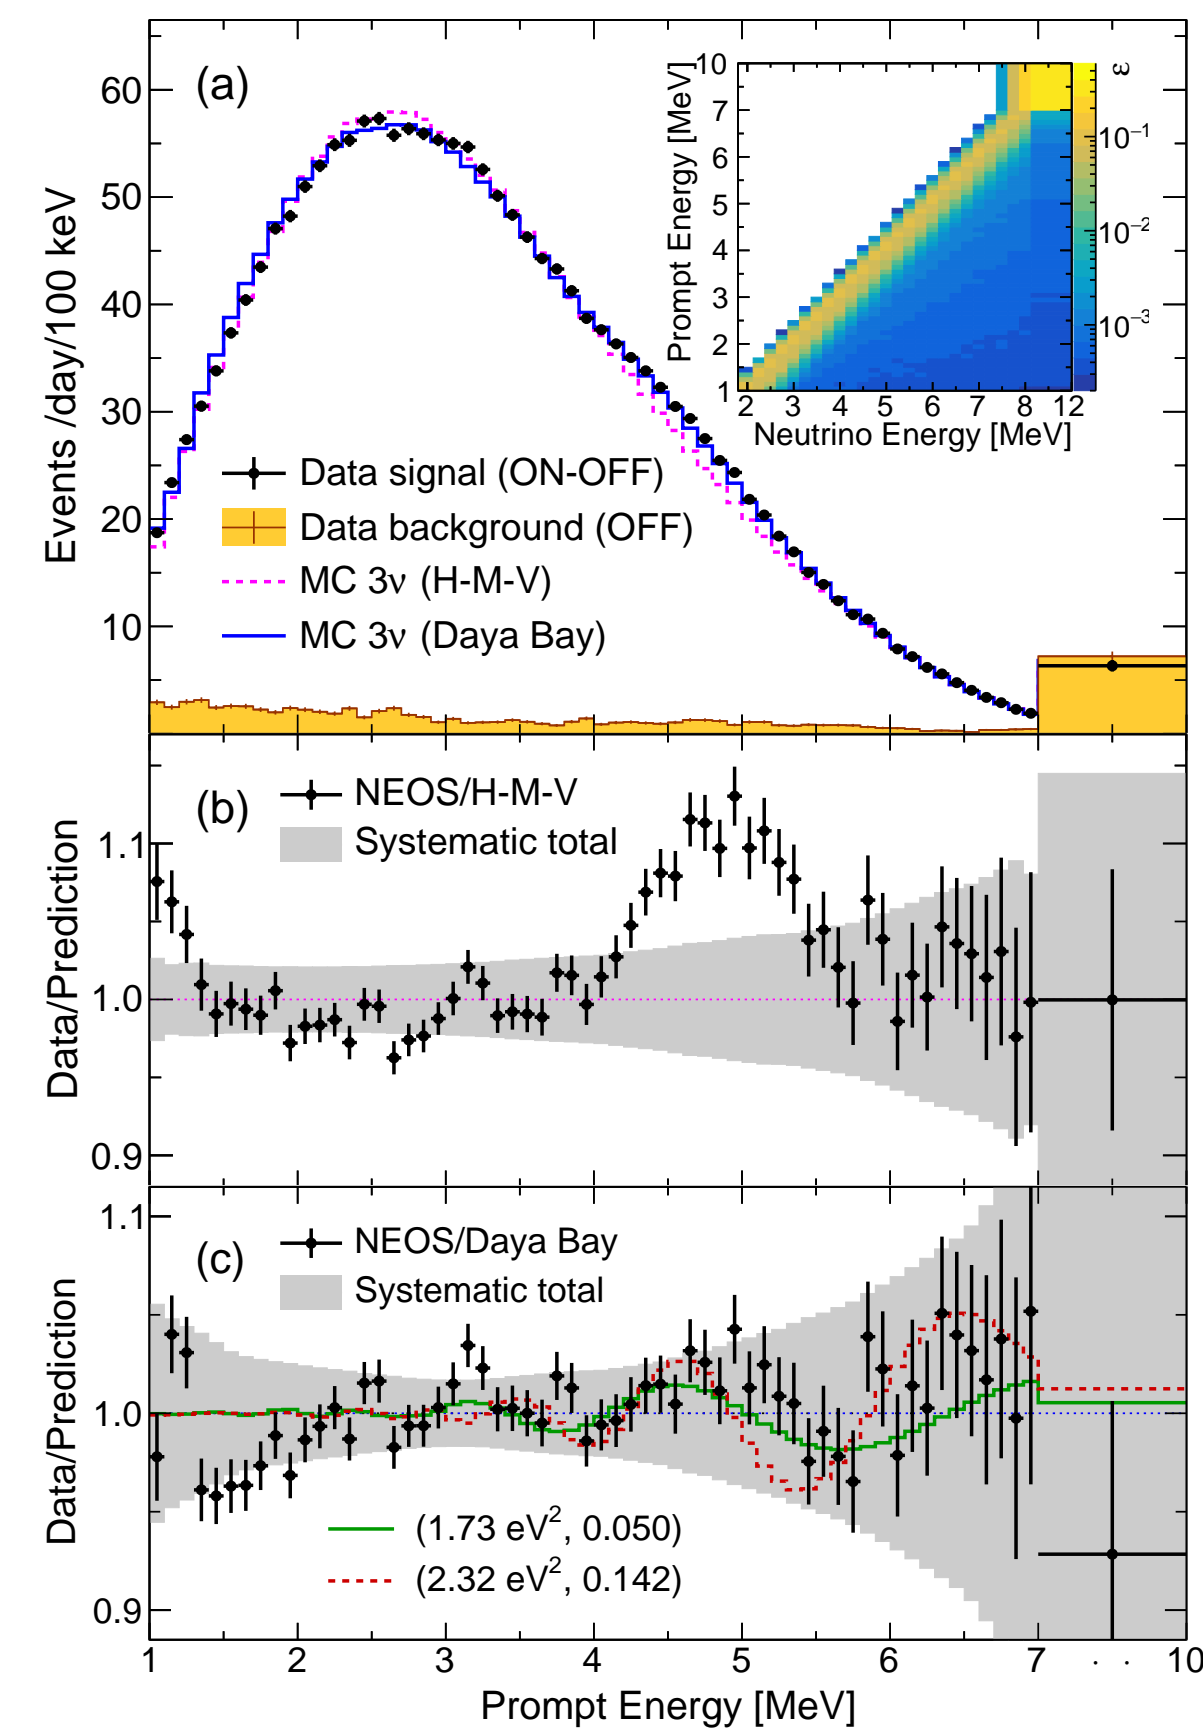 (a)
Events /day/100 keV
60
50
40
30
20
10
Data signal (ON-OFF)
Data background (OFF)
MC 3ν (H-M-V)
MC 3ν (Daya Bay)
Prompt Energy [MeV]
10
7
6
5
4
3
2
1
2 3 4 5 6 7 8 12
Neutrino Energy [MeV]
ε
10⁻¹
10⁻²
10⁻³
(b)
NEOS/H-M-V
Systematic total
Data/Prediction
1.1
1.0
0.9
(c)
NEOS/Daya Bay
Systematic total
Data/Prediction
1.1
1.0
0.9
(1.73 eV², 0.050)
(2.32 eV², 0.142)
1 2 3 4 5 6 7 · · 10
Prompt Energy [MeV]